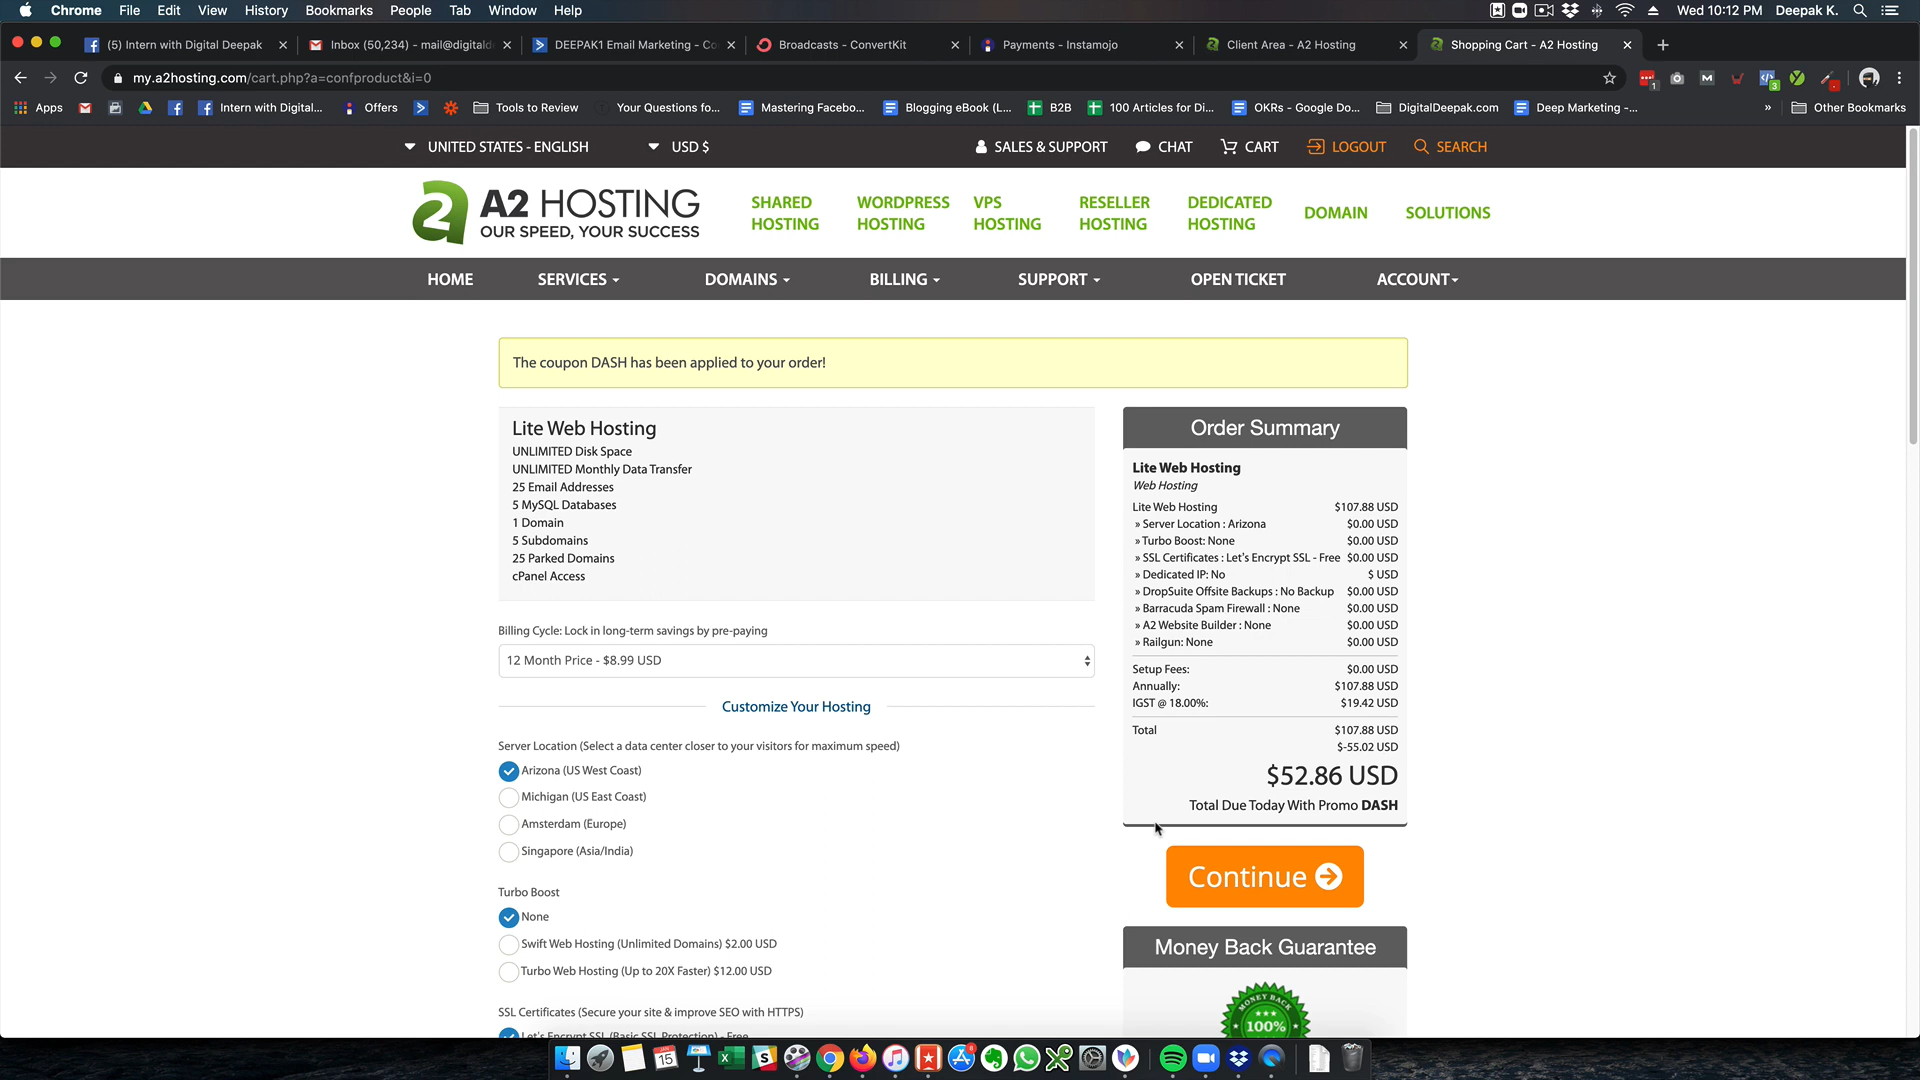 Chrome File Edit View History Bookmarks People Tab Window Help
Wed 10:12 PM Deepak K.
(5) Intern with Digital Deepak
Inbox (50,234) - mail@digitald
DEEPAK1 Email Marketing - Co
Broadcasts - ConvertKit
Payments - Instamojo
Client Area - A2 Hosting
Shopping Cart - A2 Hosting
my.a2hosting.com/cart.php?a=confproduct&i=0
Apps
Intern with Digital...
Offers
Tools to Review
Your Questions fo...
Mastering Facebo...
Blogging eBook (L...
B2B
100 Articles for Di...
OKRs - Google Do...
DigitalDeepak.com
Deep Marketing -...
»
Other Bookmarks
UNITED STATES - ENGLISH
USD $
SALES & SUPPORT
CHAT
CART
LOGOUT
SEARCH
A2 HOSTING
OUR SPEED, YOUR SUCCESS
SHARED
HOSTING
WORDPRESS
HOSTING
VPS
HOSTING
RESELLER
HOSTING
DEDICATED
HOSTING
DOMAIN
SOLUTIONS
HOME
SERVICES
DOMAINS
BILLING
SUPPORT
OPEN TICKET
ACCOUNT
The coupon DASH has been applied to your order!
Lite Web Hosting
UNLIMITED Disk Space
UNLIMITED Monthly Data Transfer
25 Email Addresses
5 MySQL Databases
1 Domain
5 Subdomains
25 Parked Domains
cPanel Access
Billing Cycle: Lock in long-term savings by pre-paying
12 Month Price - $8.99 USD
Customize Your Hosting
Server Location (Select a data center closer to your visitors for maximum speed)
Arizona (US West Coast)
Michigan (US East Coast)
Amsterdam (Europe)
Singapore (Asia/India)
Turbo Boost
None
Swift Web Hosting (Unlimited Domains) $2.00 USD
Turbo Web Hosting (Up to 20X Faster) $12.00 USD
SSL Certificates (Secure your site & improve SEO with HTTPS)
Let's Encrypt SSL (Basic SSL Protection) - Free
Order Summary
Lite Web Hosting
Web Hosting
Lite Web Hosting $107.88 USD
» Server Location : Arizona $0.00 USD
» Turbo Boost: None $0.00 USD
» SSL Certificates : Let's Encrypt SSL - Free $0.00 USD
» Dedicated IP: No $ USD
» DropSuite Offsite Backups : No Backup $0.00 USD
» Barracuda Spam Firewall : None $0.00 USD
» A2 Website Builder : None $0.00 USD
» Railgun: None $0.00 USD
Setup Fees: $0.00 USD
Annually: $107.88 USD
IGST @ 18.00%: $19.42 USD
Total $107.88 USD
$-55.02 USD
$52.86 USD
Total Due Today With Promo DASH
Continue
Money Back Guarantee
MONEY BACK
100%